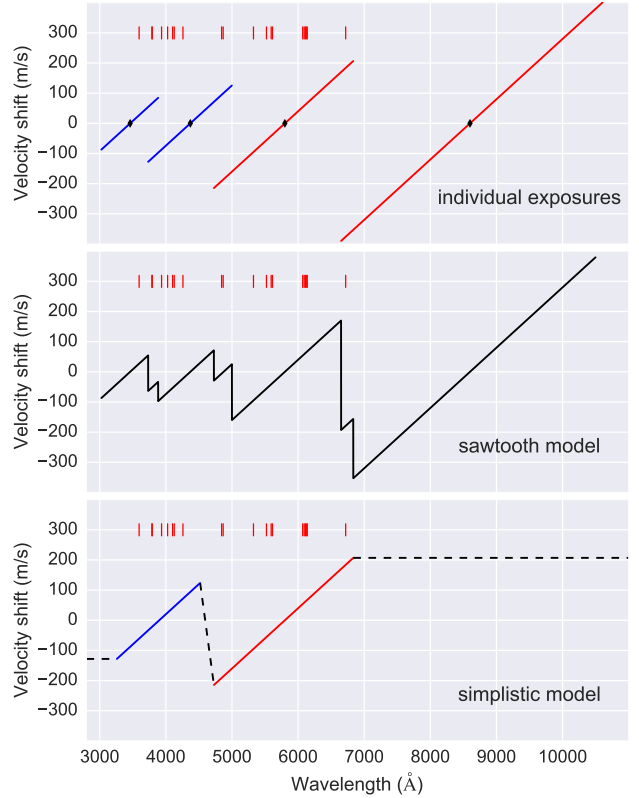 300
200
100
0
−100
−200
−300
Velocity shift (m/s)
individual exposures
300
200
100
0
−100
−200
−300
Velocity shift (m/s)
sawtooth model
300
200
100
0
−100
−200
−300
Velocity shift (m/s)
simplistic model
3000 4000 5000 6000 7000 8000 9000 10000
Wavelength (Å)